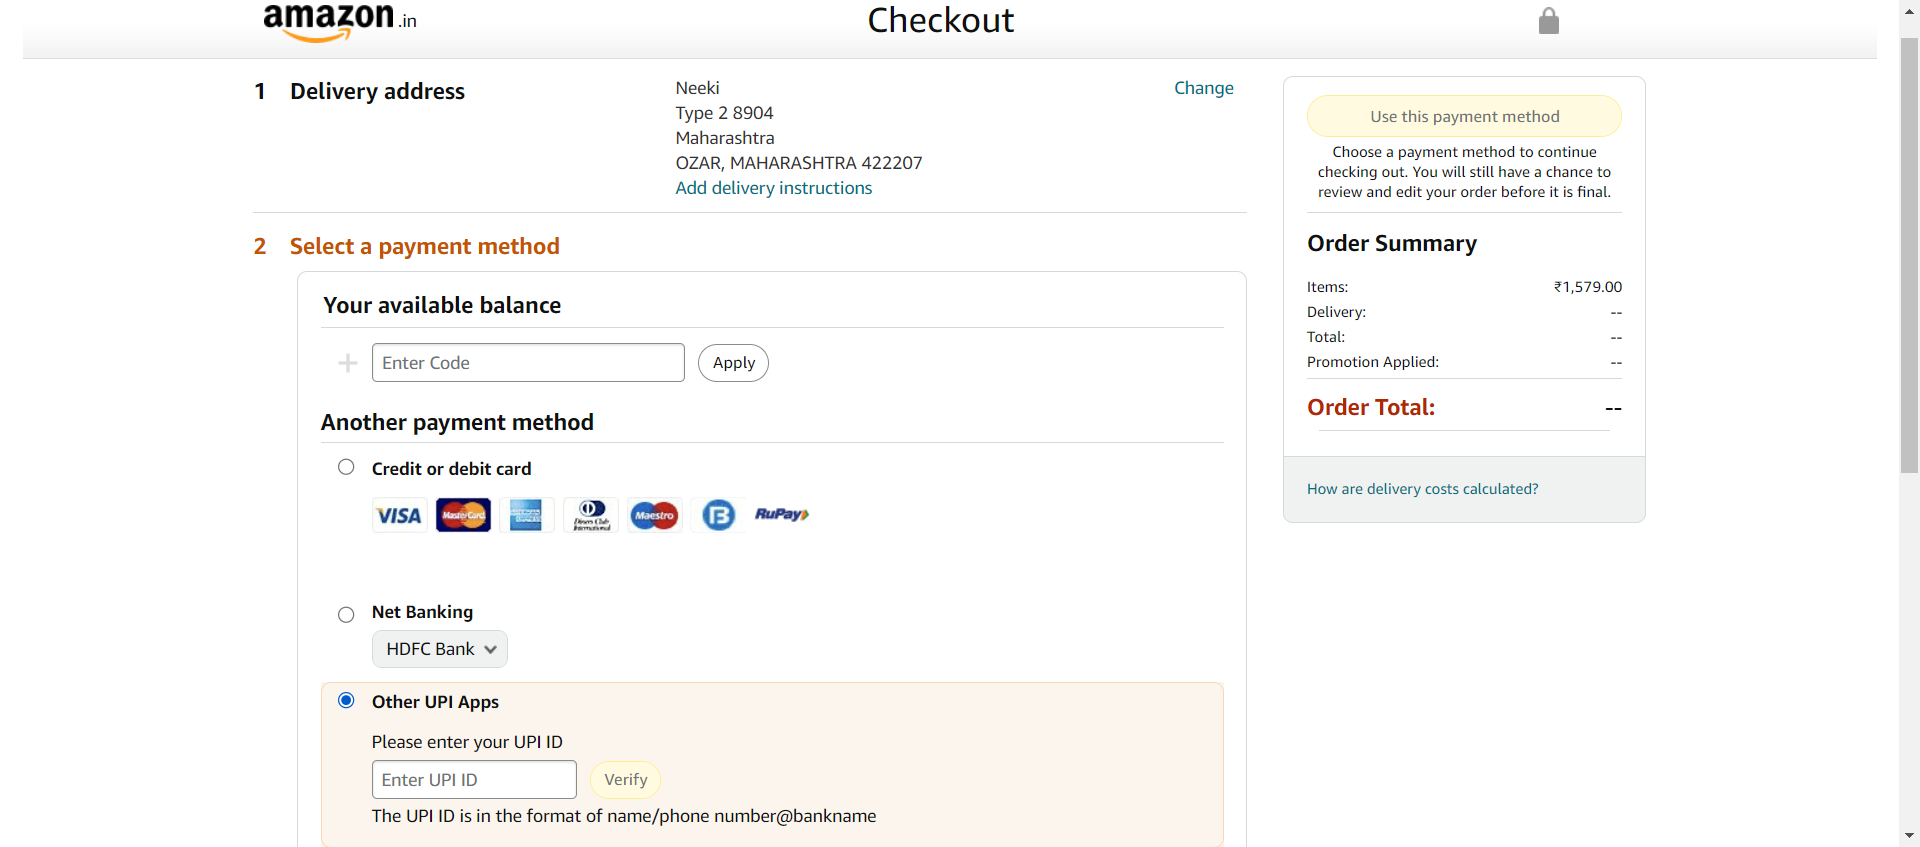 amazon.in
Checkout
1 Delivery address
Neeki
Type 2 8904
Maharashtra
OZAR, MAHARASHTRA 422207
Add delivery instructions
Change
2 Select a payment method
Your available balance
Enter Code
Apply
Another payment method
Credit or debit card
VISA MasterCard Diners Club International Maestro B RuPay
Net Banking
HDFC Bank
Other UPI Apps
Please enter your UPI ID
Enter UPI ID
Verify
The UPI ID is in the format of name/phone number@bankname
Use this payment method
Choose a payment method to continue
checking out. You will still have a chance to
review and edit your order before it is final.
Order Summary
Items: ₹1,579.00
Delivery: --
Total: --
Promotion Applied: --
Order Total: --
How are delivery costs calculated?